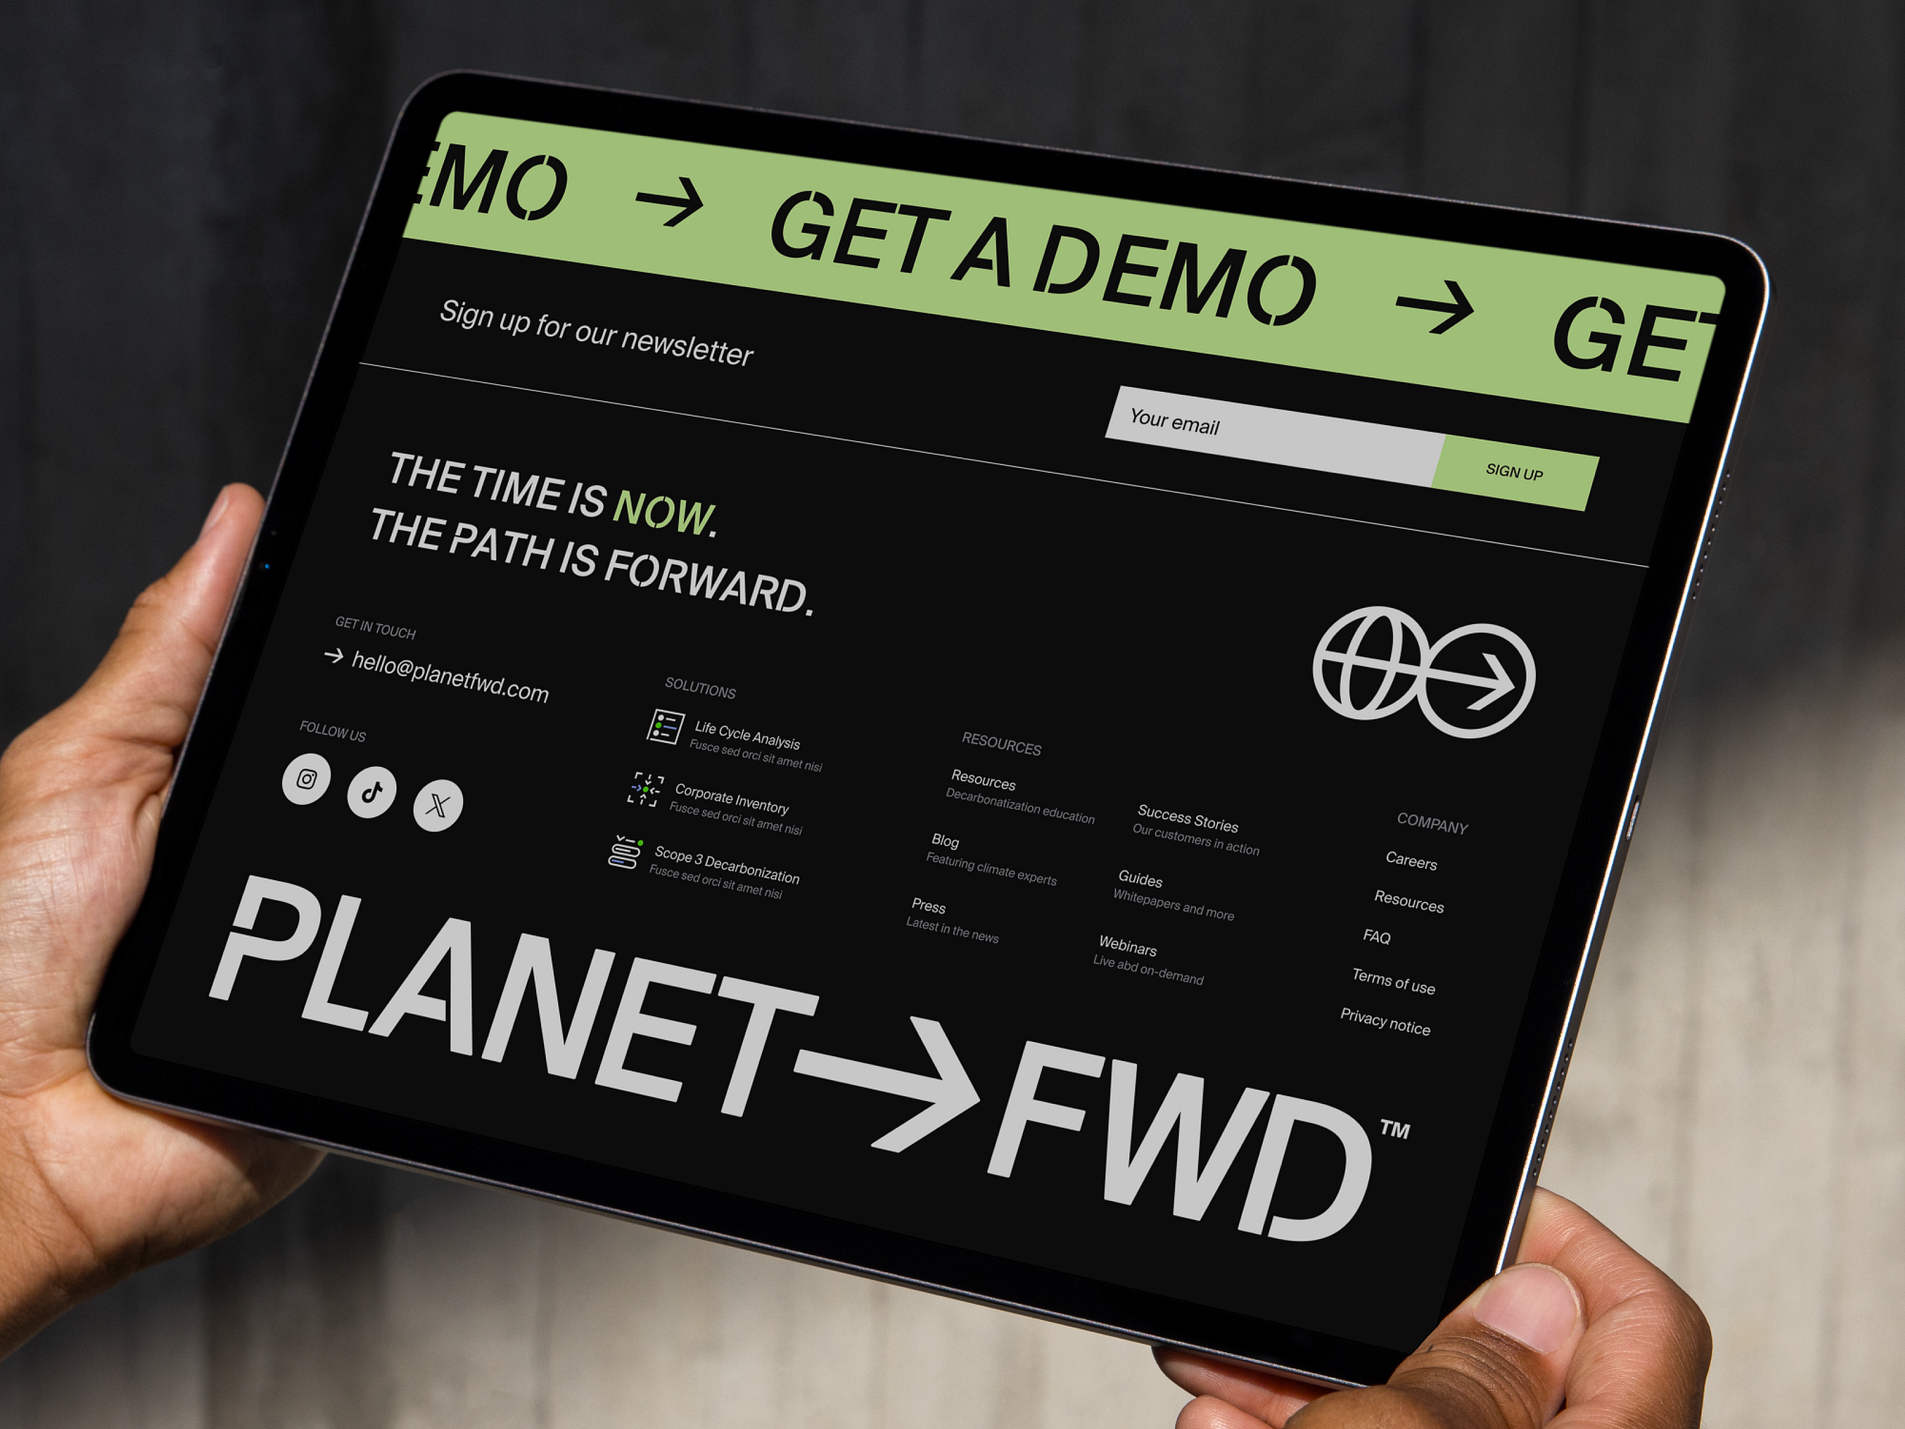 EMO → GET A DEMO → GET
Sign up for our newsletter
Your email
SIGN UP
THE TIME IS NOW.
THE PATH IS FORWARD.
GET IN TOUCH
→ hello@planetfwd.com
FOLLOW US
SOLUTIONS
Life Cycle Analysis
Fusce sed orci sit amet nisi
Corporate Inventory
Fusce sed orci sit amet nisi
Scope 3 Decarbonization
Fusce sed orci sit amet nisi
RESOURCES
Resources
Decarbonatization education
Blog
Featuring climate experts
Press
Latest in the news
Success Stories
Our customers in action
Guides
Whitepapers and more
Webinars
Live abd on-demand
COMPANY
Careers
Resources
FAQ
Terms of use
Privacy notice
PLANET→FWD™